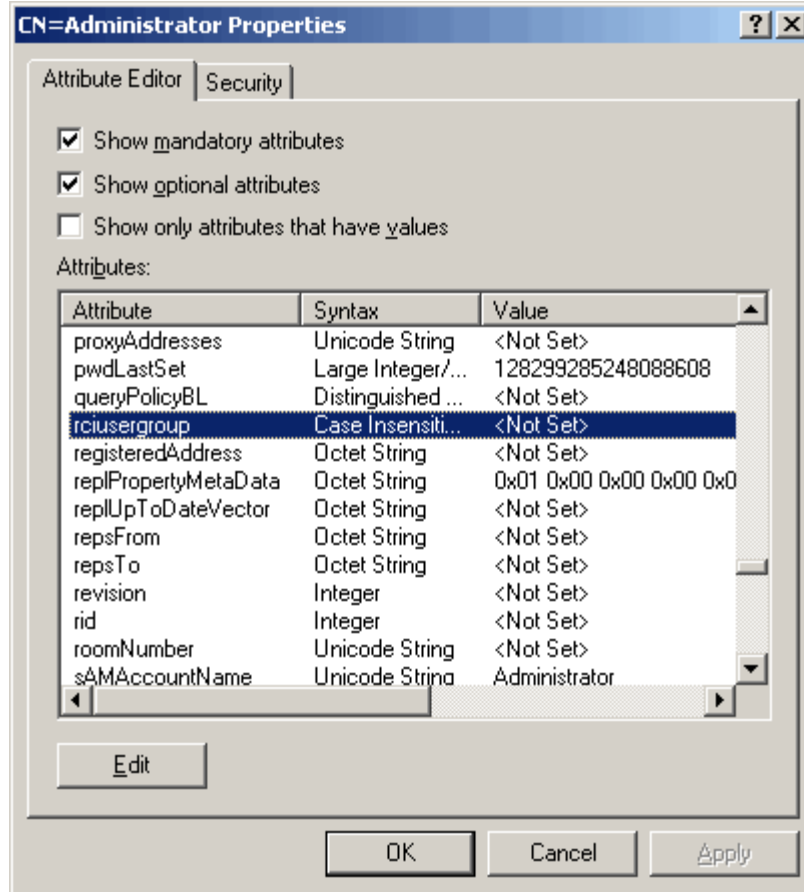 CN=Administrator Properties
Attribute Editor Security
Show mandatory attributes
Show optional attributes
Show only attributes that have values
Attributes:
Attribute Syntax Value
proxyAddresses Unicode String <Not Set>
pwdLastSet Large Integer/... 128299285248088608
queryPolicyBL Distinguished ... <Not Set>
rciusergroup Case Insensiti... <Not Set>
registeredAddress Octet String <Not Set>
replPropertyMetaData Octet String 0x01 0x00 0x00 0x00 0x0
replUpToDateVector Octet String <Not Set>
repsFrom Octet String <Not Set>
repsTo Octet String <Not Set>
revision Integer <Not Set>
rid Integer <Not Set>
roomNumber Unicode String <Not Set>
sAMAccountName Unicode String Administrator
Edit
OK Cancel Apply